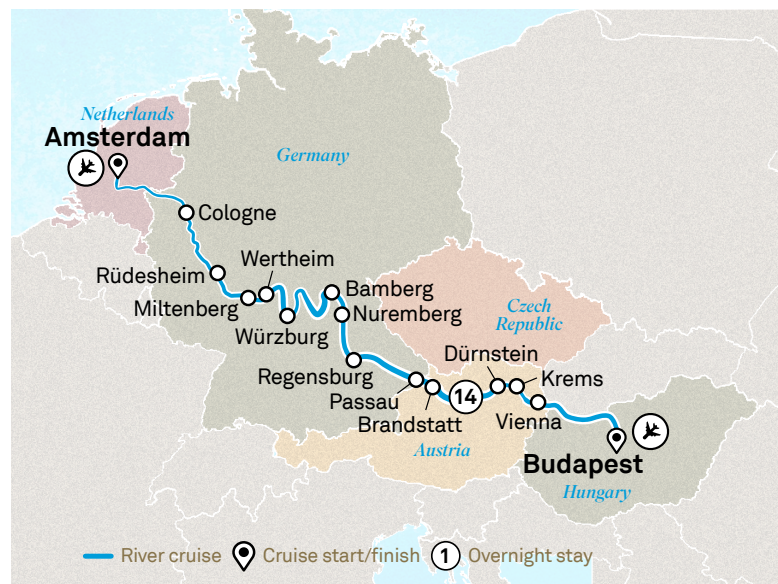 Netherlands
Amsterdam
Germany
Cologne
Wertheim
Rüdesheim
Bamberg
Miltenberg
Nuremberg
Czech
Republic
Würzburg
Dürnstein
Regensburg
Krems
Passau
14
Brandstatt
Vienna
Austria
Budapest
Hungary
River cruise
Cruise start/finish
1 Overnight stay